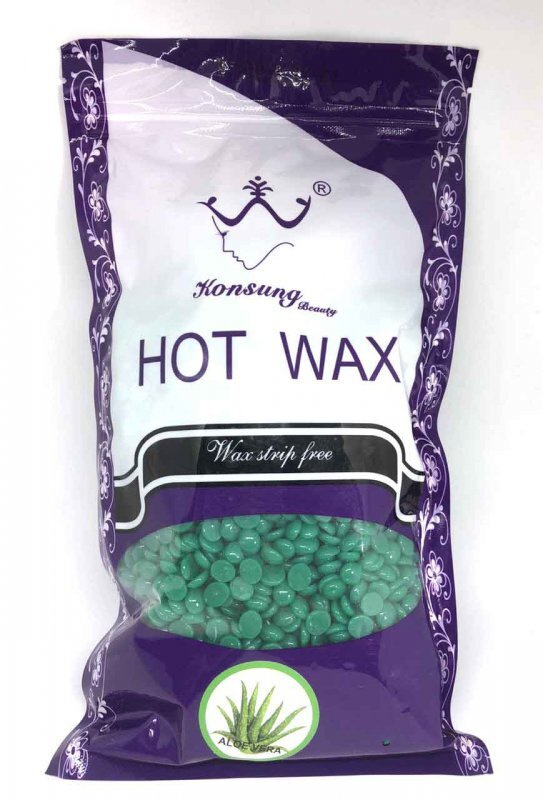 ®
Konsung
Beauty
HOT WAX
Wax strip free
ALOE VERA